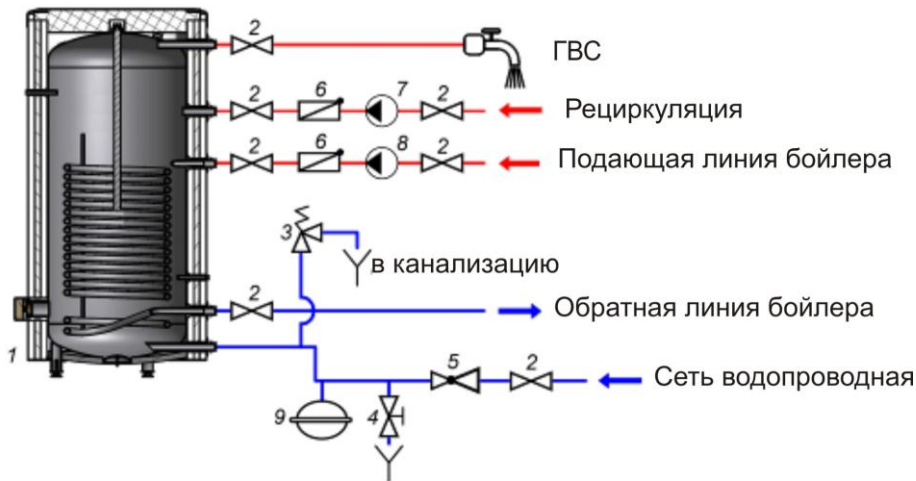 2
ГВС
2 6 7 2
Рециркуляция
2 6 8 2
Подающая линия бойлера
3
в канализацию
2
Обратная линия бойлера
1
5 2
Сеть водопроводная
9 4